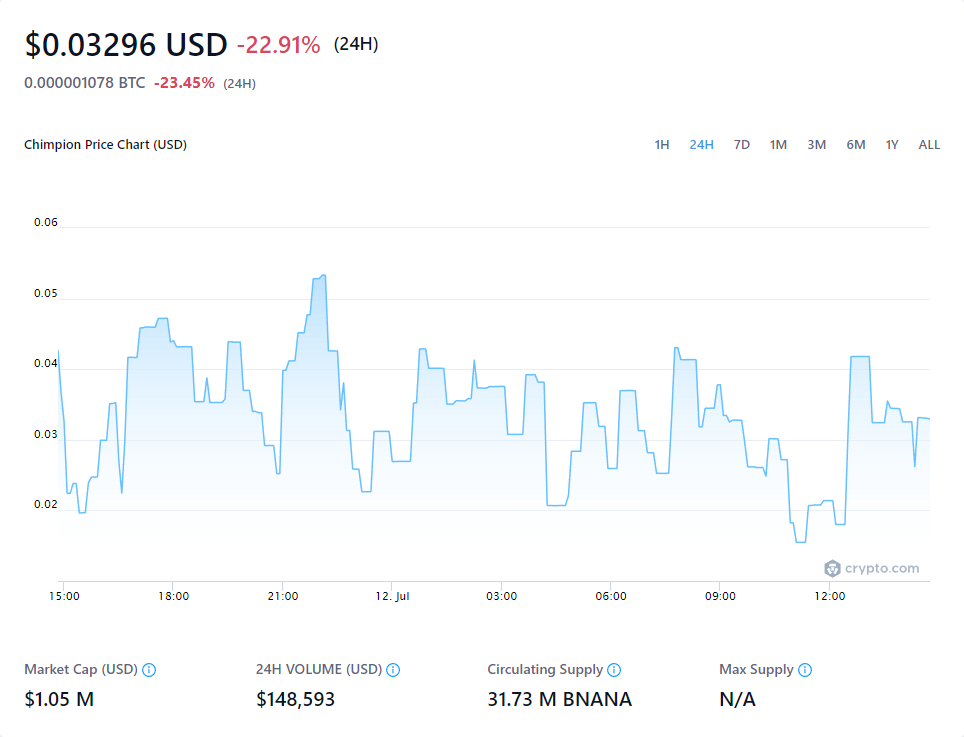 $0.03296 USD -22.91% (24H)
0.000001078 BTC -23.45% (24H)
Chimpion Price Chart (USD) 1H 24H 7D 1M 3M 6M 1Y ALL
0.06
0.05
0.04
0.03
0.02
crypto.com
15:00 18:00 21:00 12. Jul 03:00 06:00 09:00 12:00
Market Cap (USD) 24H VOLUME (USD) Circulating Supply Max Supply
$1.05 M $148,593 31.73 M BNANA N/A